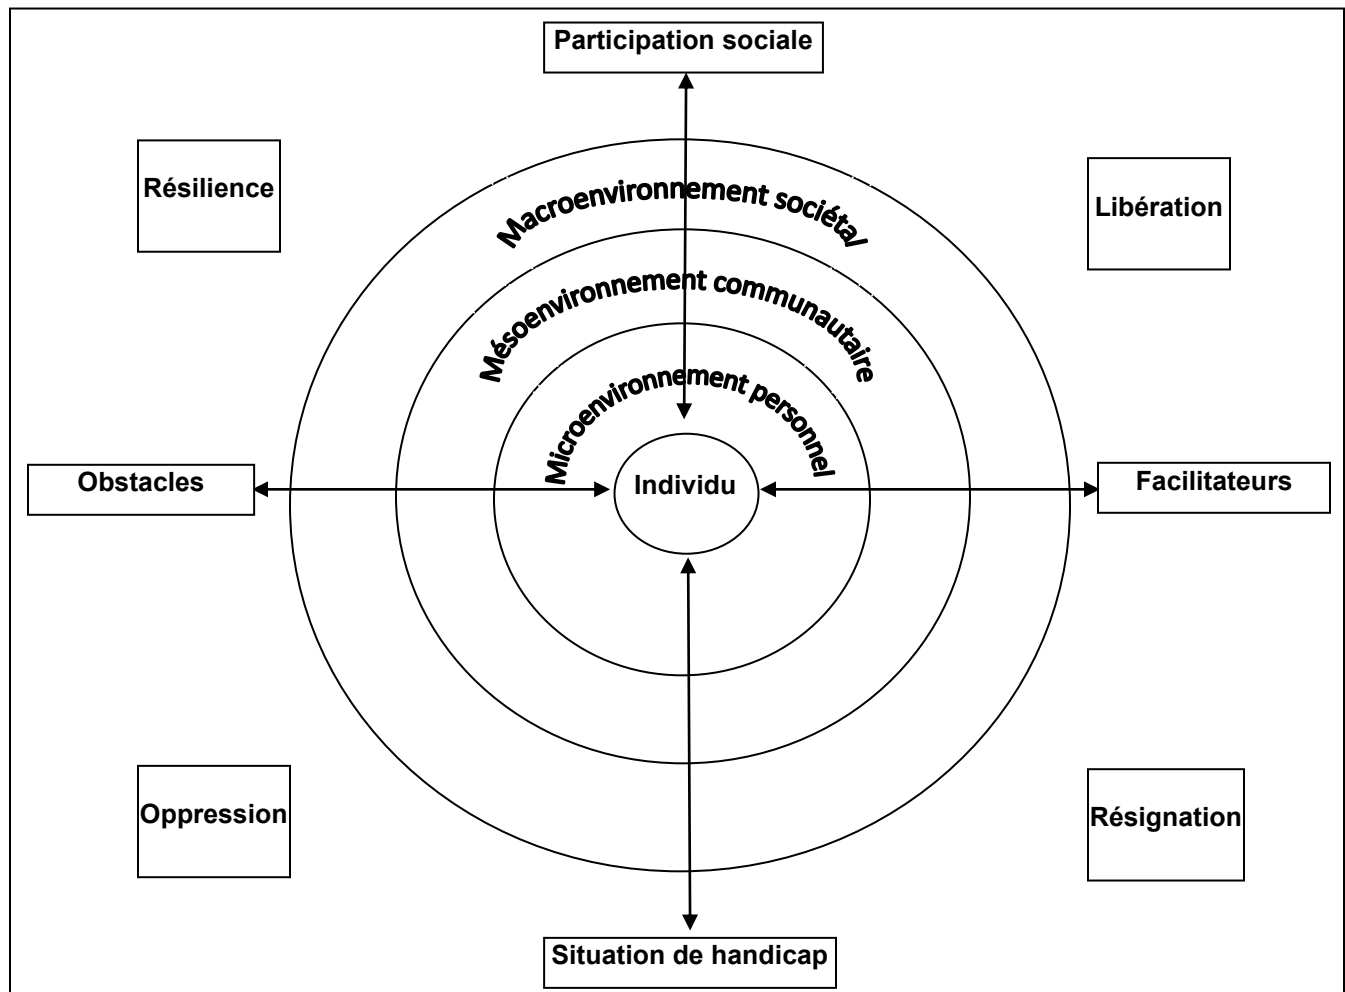 Participation sociale
Résilience
Libération
Macroenvironnement sociétal
Mésoenvironnement communautaire
Microenvironnement personnel
Obstacles
Individu
Facilitateurs
Oppression
Résignation
Situation de handicap